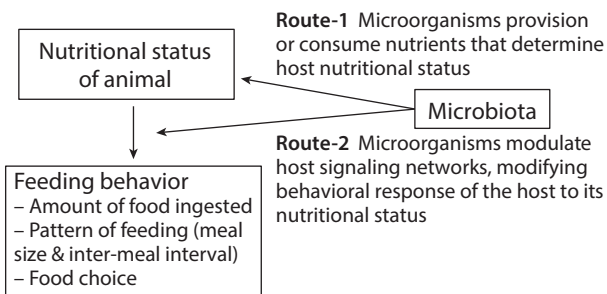 Nutritional status
of animal
Route-1 Microorganisms provision
or consume nutrients that determine
host nutritional status
Microbiota
Route-2 Microorganisms modulate
host signaling networks, modifying
behavioral response of the host to its
nutritional status
Feeding behavior
– Amount of food ingested
– Pattern of feeding (meal
size & inter-meal interval)
– Food choice